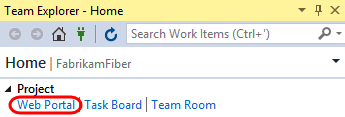 Team Explorer - Home
Search Work Items (Ctrl+')
Home | FabrikamFiber
Project
Web Portal | Task Board | Team Room